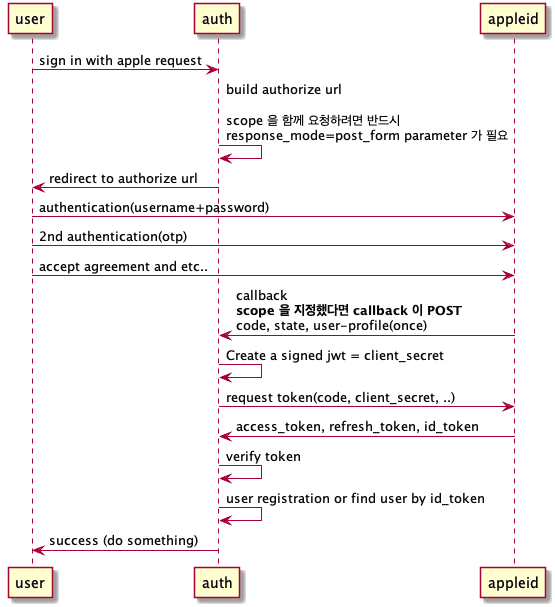 user auth appleid
sign in with apple request
build authorize url
scope 을 함께 요청하려면 반드시
response_mode=post_form parameter 가 필요
redirect to authorize url
authentication(username+password)
2nd authentication(otp)
accept agreement and etc..
callback
scope 을 지정했다면 callback 이 POST
code, state, user-profile(once)
Create a signed jwt = client_secret
request token(code, client_secret, ..)
access_token, refresh_token, id_token
verify token
user registration or find user by id_token
success (do something)
user auth appleid